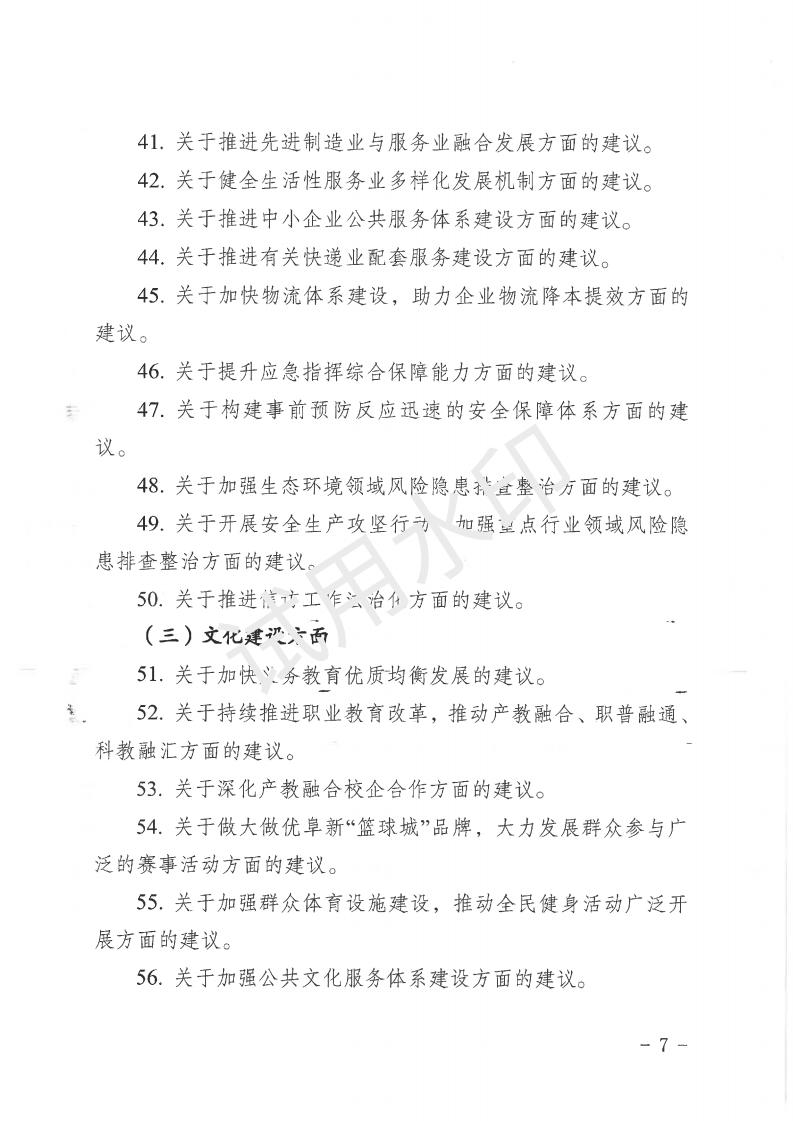 41. 关于推进先进制造业与服务业融合发展方面的建议。
42. 关于健全生活性服务业多样化发展机制方面的建议。
43. 关于推进中小企业公共服务体系建设方面的建议。
44. 关于推进有关快递业配套服务建设方面的建议。
45. 关于加快物流体系建设，助力企业物流降本提效方面的
建议。
46. 关于提升应急指挥综合保障能力方面的建议。
47. 关于构建事前预防反应迅速的安全保障体系方面的建
议。
48. 关于加强生态环境领域风险隐患排查整治方面的建议。
49. 关于开展安全生产攻坚行动 加强重点行业领域风险隐
患排查整治方面的建议。
50. 关于推进信访工作法治化方面的建议。
（三）文化建设方面
51. 关于加快义务教育优质均衡发展的建议。
52. 关于持续推进职业教育改革，推动产教融合、职普融通、
科教融汇方面的建议。
53. 关于深化产教融合校企合作方面的建议。
54. 关于做大做优阜新“篮球城”品牌，大力发展群众参与广
泛的赛事活动方面的建议。
55. 关于加强群众体育设施建设，推动全民健身活动广泛开
展方面的建议。
56. 关于加强公共文化服务体系建设方面的建议。
试用水印
- 7 -